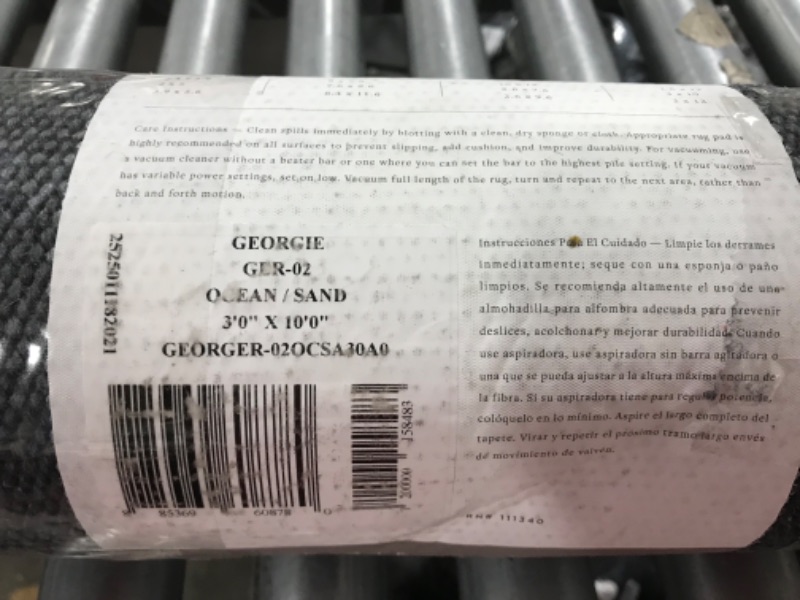 Care Instructions — Clean spills immediately by blotting with a clean, dry sponge or cloth. Appropriate rug pad is
highly recommended on all surfaces to prevent slipping, add cushion, and improve durability. For vacuuming, use
a vacuum cleaner without a beater bar or one where you can set the bar to the highest pile setting. If your vacuum
has variable power settings, set on low. Vacuum full length of the rug, turn and repeat to the next area, rather than
back and forth motion.
2525011182021
GEORGIE
GER-02
OCEAN / SAND
3'0" X 10'0"
GEORGER-02OCSA30A0
85369 60878 0
158483
Instrucciones Para El Cuidado — Limpie los derrames
inmediatamente; seque con una esponja o paño
limpios. Se recomienda altamente el uso de una
almohadilla para alfombra adecuada para prevenir
deslices, acolchonar y mejorar durabilidad. Cuando
use aspiradora, use aspiradora sin barra agitadora o
una que se pueda ajustar a la altura máxima encima de
la fibra. Si su aspiradora tiene para regular potencia,
colóquelo en lo mínimo. Aspire el largo completo del
tapete. Virar y repetir el próximo tramo largo envés
de movimiento de vaivén.
RN# 111340